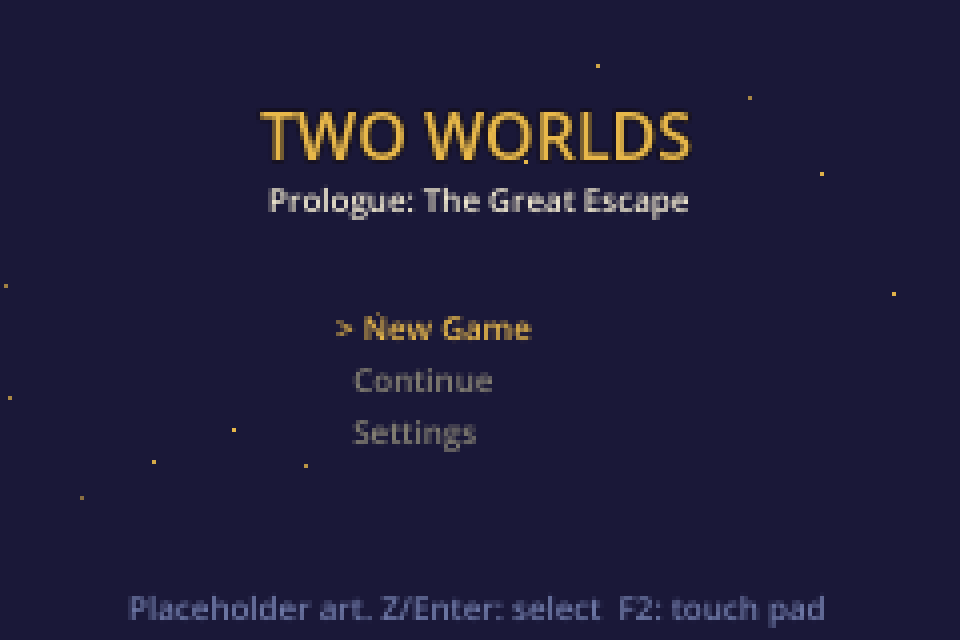 TWO WORLDS
Prologue: The Great Escape
> New Game
Continue
Settings
Placeholder art. Z/Enter: select  F2: touch pad